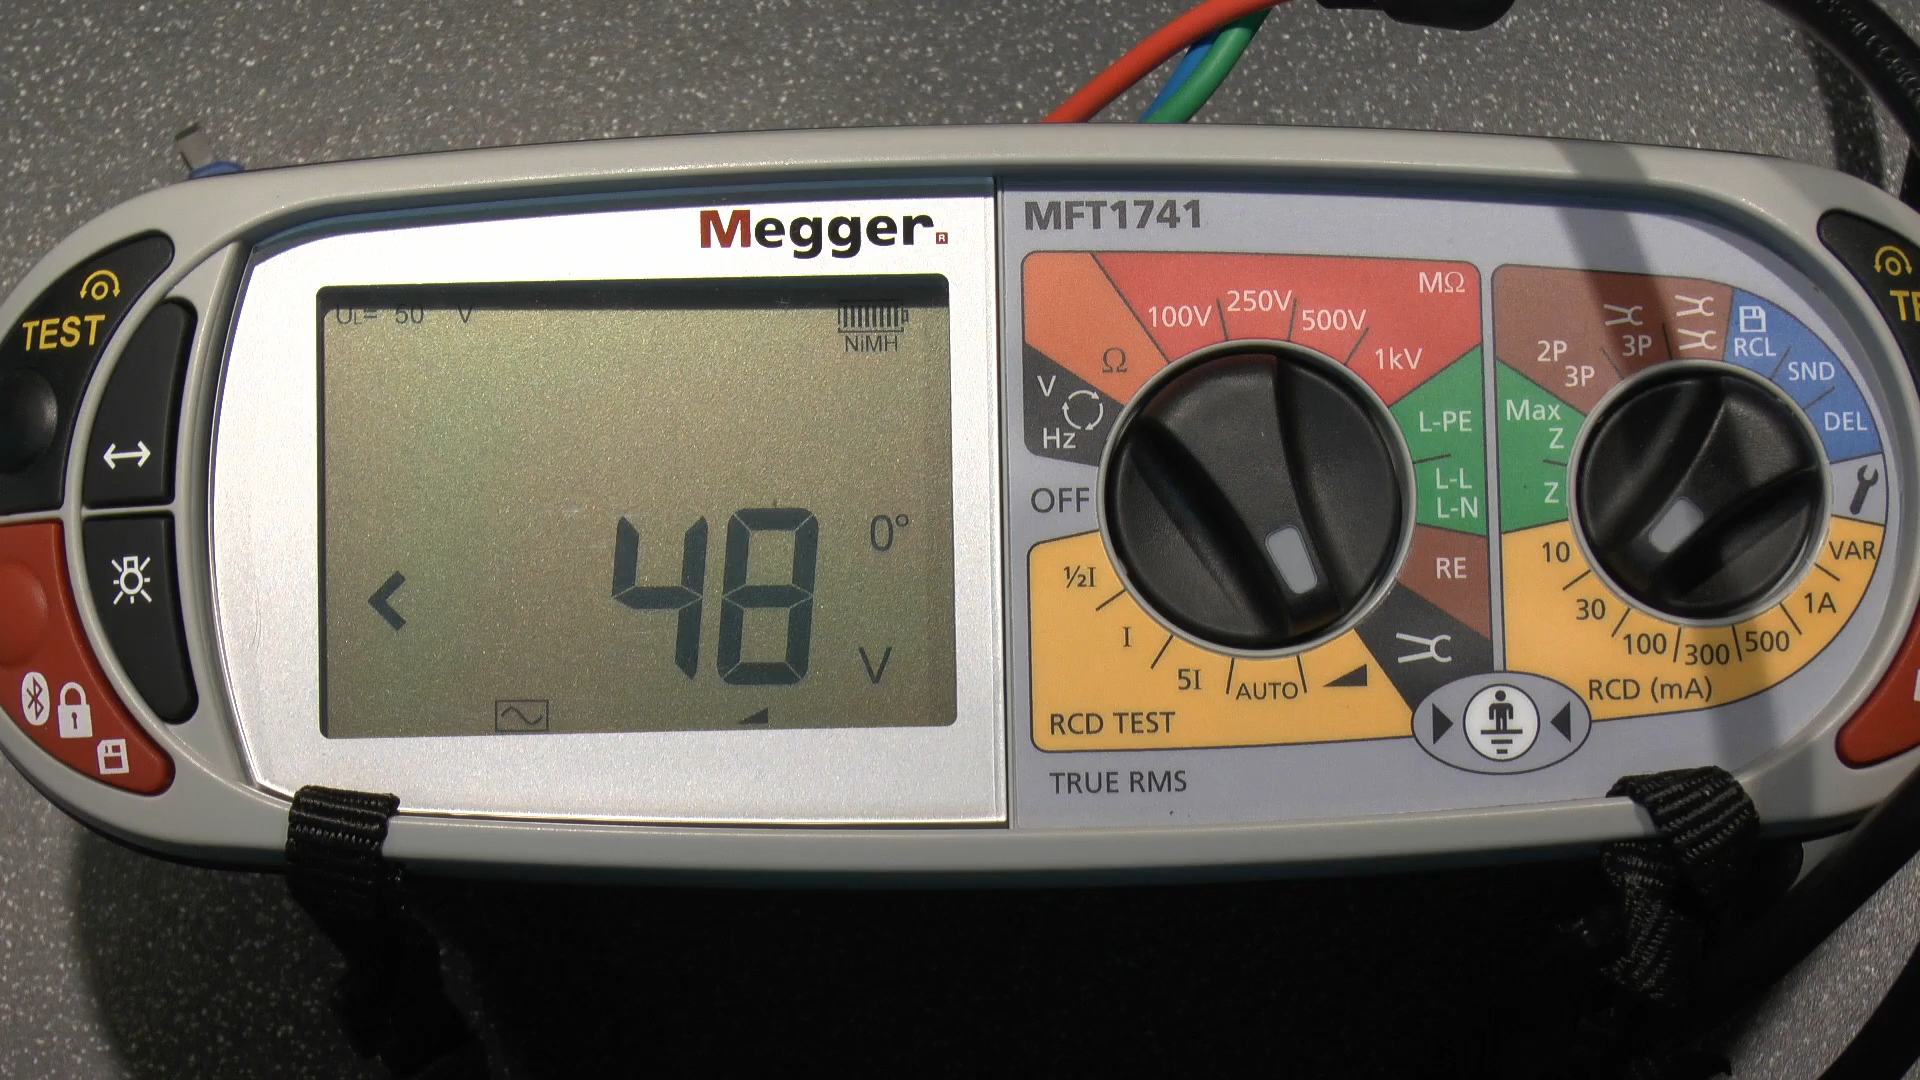 Megger
MFT1741
TEST
UL= 50 V
NiMH
< 48 0° V
MΩ
100V
250V
500V
1kV
Ω
V
Hz
OFF
L-PE
L-L
L-N
RE
½I
I
5I
AUTO
RCD TEST
TRUE RMS
2P
3P
3P
RCL
SND
DEL
Max
Z
Z
10
30
100
300
500
1A
VAR
RCD (mA)